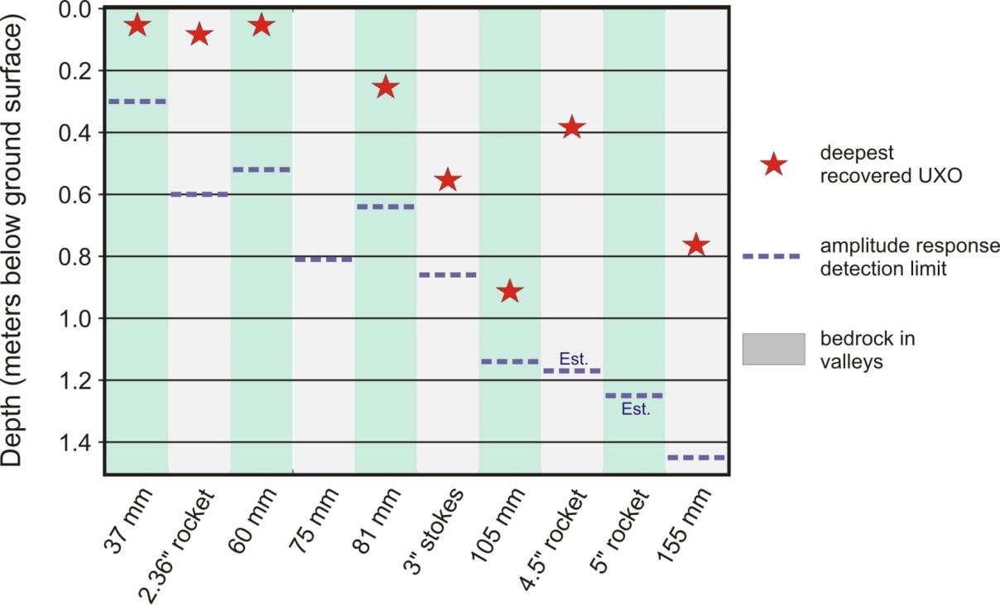 Depth (meters below ground surface)
0.0
0.2
0.4
0.6
0.8
1.0
1.2
1.4
Est.
Est.
37 mm
2.36" rocket
60 mm
75 mm
81 mm
3" stokes
105 mm
4.5" rocket
5" rocket
155 mm
deepest
recovered UXO
amplitude response
detection limit
bedrock in
valleys